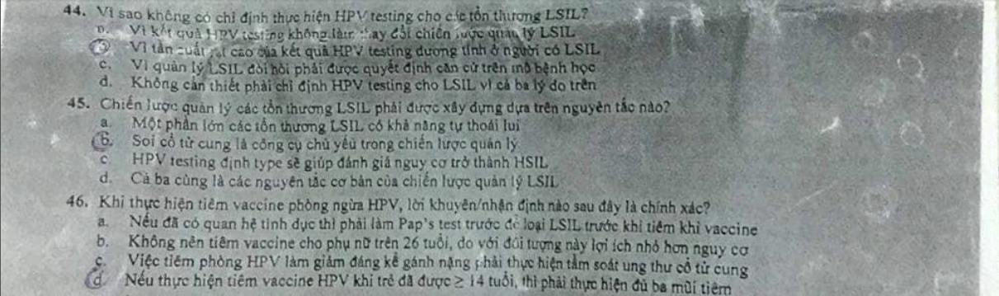 44. Vì sao không có chỉ định thực hiện HPV testing cho các tổn thương LSIL?
a. Vì kết quả HPV testing không làm thay đổi chiến lược quản lý LSIL
b. Vì tần suất rất cao của kết quả HPV testing dương tính ở người có LSIL
c. Vì quản lý LSIL đòi hỏi phải được quyết định căn cứ trên mô bệnh học
d. Không cần thiết phải chỉ định HPV testing cho LSIL vì cả ba lý do trên
45. Chiến lược quản lý các tổn thương LSIL phải được xây dựng dựa trên nguyên tắc nào?
a. Một phần lớn các tổn thương LSIL có khả năng tự thoái lui
b. Soi cổ tử cung là công cụ chủ yếu trong chiến lược quản lý
c HPV testing định type sẽ giúp đánh giá nguy cơ trở thành HSIL
d. Cả ba cùng là các nguyên tắc cơ bản của chiến lược quản lý LSIL
46. Khi thực hiện tiêm vaccine phòng ngừa HPV, lời khuyên/nhận định nào sau đây là chính xác?
a. Nếu đã có quan hệ tình dục thì phải làm Pap's test trước để loại LSIL trước khi tiêm khi vaccine
b. Không nên tiêm vaccine cho phụ nữ trên 26 tuổi, do với đối tượng này lợi ích nhỏ hơn nguy cơ
c. Việc tiêm phòng HPV làm giảm đáng kể gánh nặng phải thực hiện tầm soát ung thư cổ tử cung
d Nếu thực hiện tiêm vaccine HPV khi trẻ đã được ≥ 14 tuổi, thì phải thực hiện đủ ba mũi tiêm